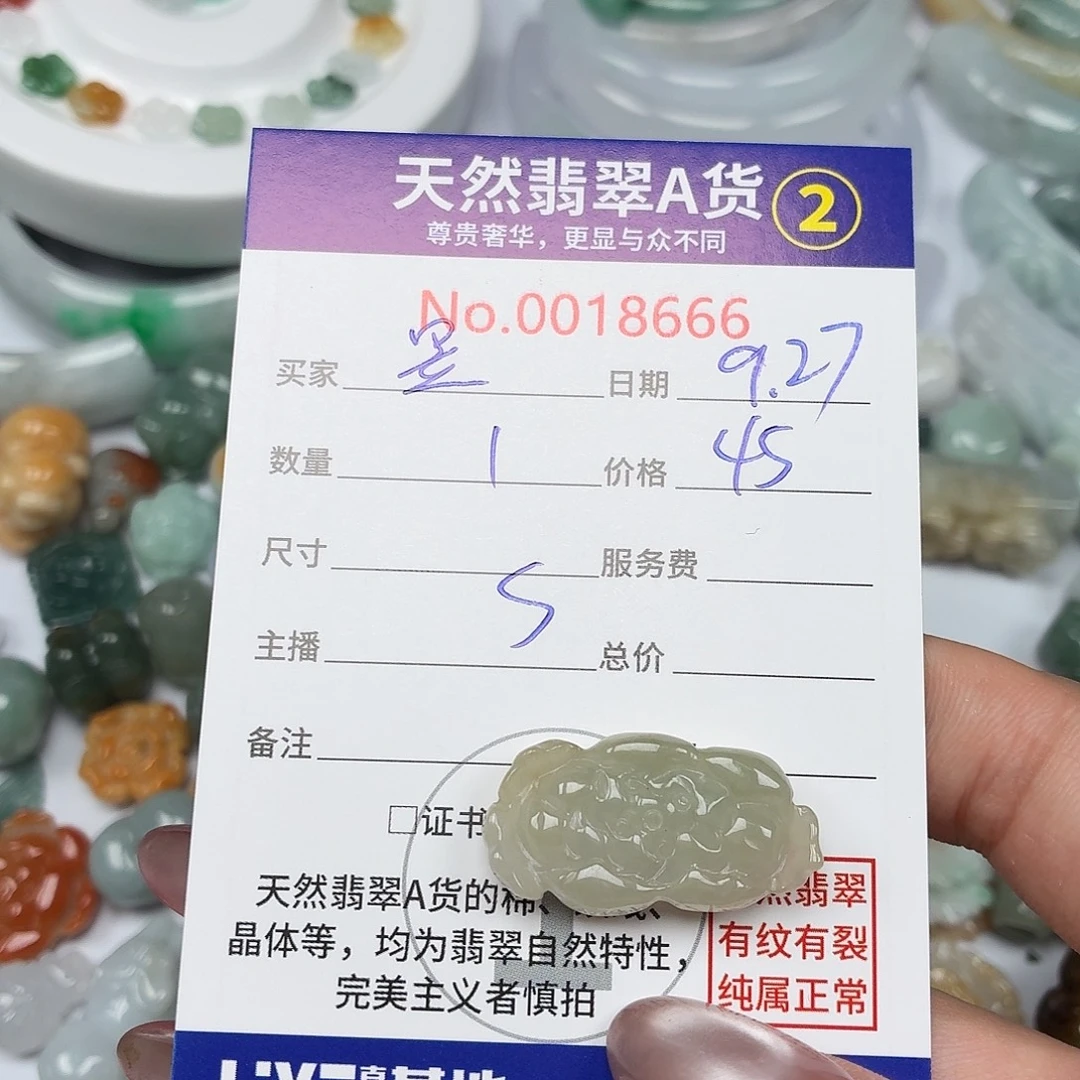 天然翡翠A货 ②
尊贵奢华，更显与众不同
No.0018666
买家 日期 9.27
数量 1 价格 45
尺寸 服务费
主播 S 总价
备注
□证书
天然翡翠A货的棉、
晶体等，均为翡翠自然特性，
完美主义者慎拍
然翡翠
有纹有裂
纯属正常
LIVE